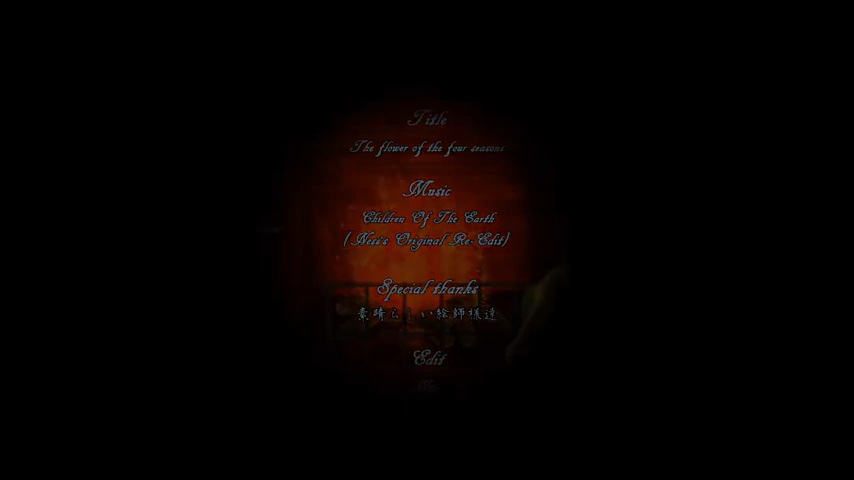 Title
The flower of the four seasons
Music
Children Of The Earth
(Nesi's Original Re-Edit)
Special thanks
素晴らしい絵師様達
Edit